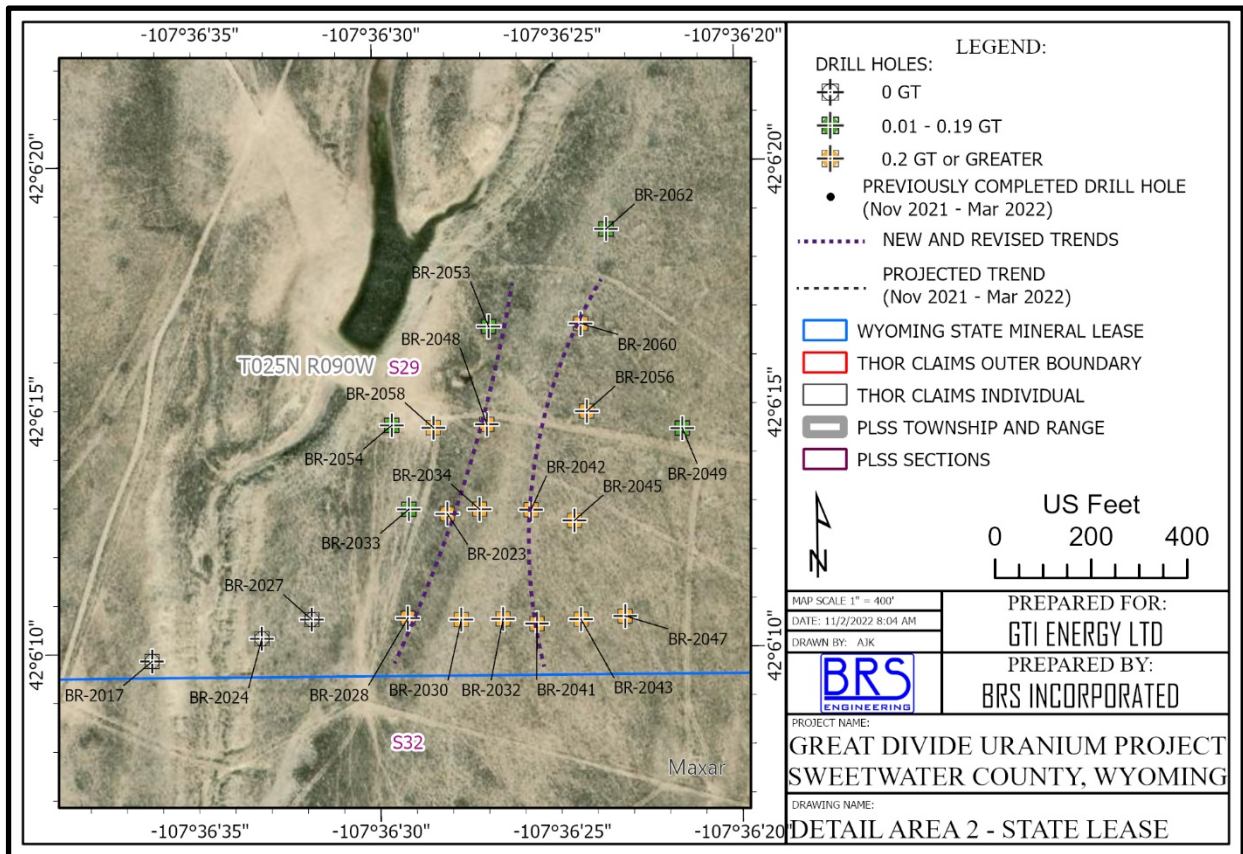 -107°36'35" -107°36'30" -107°36'25" -107°36'20"
42°6'20"
42°6'15"
42°6'10"
42°6'20"
42°6'15"
42°6'10"
BR-2062
BR-2053
BR-2048
BR-2060
T025N R090W S29
BR-2056
BR-2058
BR-2054
BR-2049
BR-2034
BR-2042
BR-2045
BR-2033
BR-2023
BR-2027
BR-2047
BR-2017
BR-2024
BR-2028
BR-2030
BR-2032
BR-2041
BR-2043
S32
Maxar
-107°36'35" -107°36'30" -107°36'25" -107°36'20"
LEGEND:
DRILL HOLES:
0 GT
0.01 - 0.19 GT
0.2 GT or GREATER
PREVIOUSLY COMPLETED DRILL HOLE
(Nov 2021 - Mar 2022)
NEW AND REVISED TRENDS
PROJECTED TREND
(Nov 2021 - Mar 2022)
WYOMING STATE MINERAL LEASE
THOR CLAIMS OUTER BOUNDARY
THOR CLAIMS INDIVIDUAL
PLSS TOWNSHIP AND RANGE
PLSS SECTIONS
N
US Feet
0 200 400
MAP SCALE 1" = 400'
DATE: 11/2/2022 8:04 AM
DRAWN BY: AJK
PREPARED FOR:
GTI ENERGY LTD
BRS
ENGINEERING
PREPARED BY:
BRS INCORPORATED
PROJECT NAME:
GREAT DIVIDE URANIUM PROJECT
SWEETWATER COUNTY, WYOMING
DRAWING NAME:
DETAIL AREA 2 - STATE LEASE